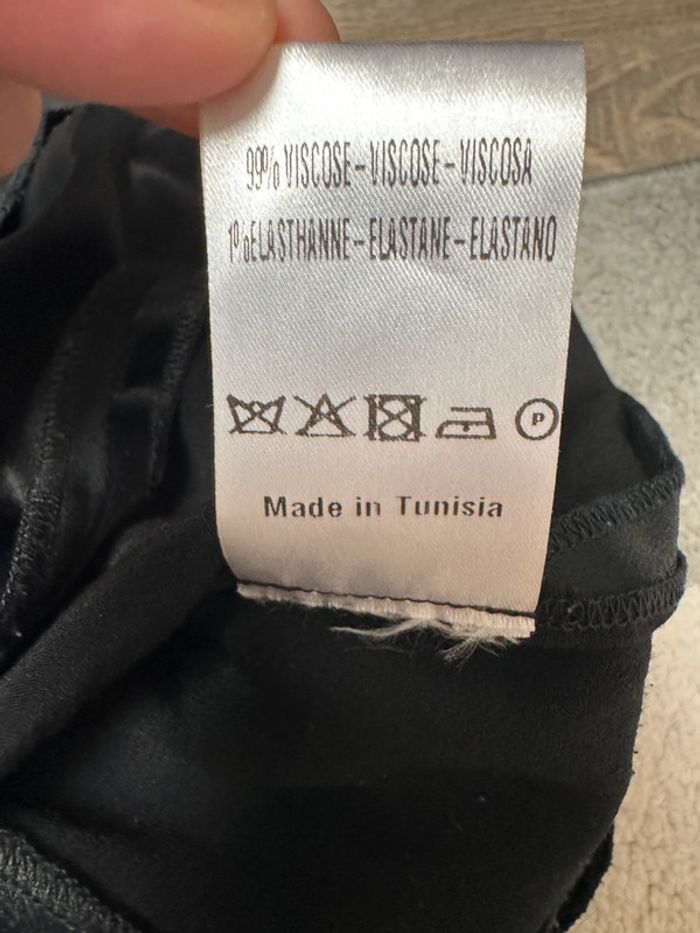 99% VISCOSE-VISCOSE-VISCOSA
1%ELASTHANNE-ELASTANE-ELASTANO
P
Made in Tunisia